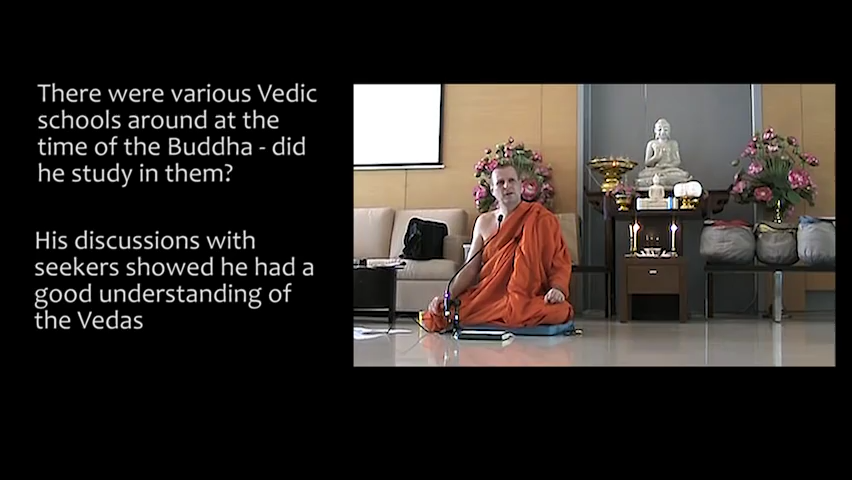 There were various Vedic
schools around at the
time of the Buddha - did
he study in them?
His discussions with
seekers showed he had a
good understanding of
the Vedas